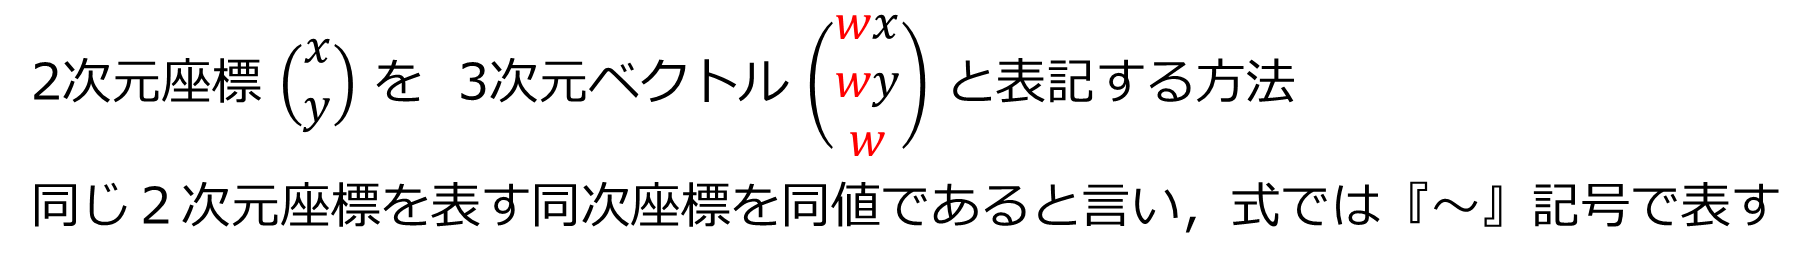 2次元座標 (x y) を 3次元ベクトル (wx wy w) と表記する方法
同じ2次元座標を表す同次座標を同値であると言い，式では『～』記号で表す